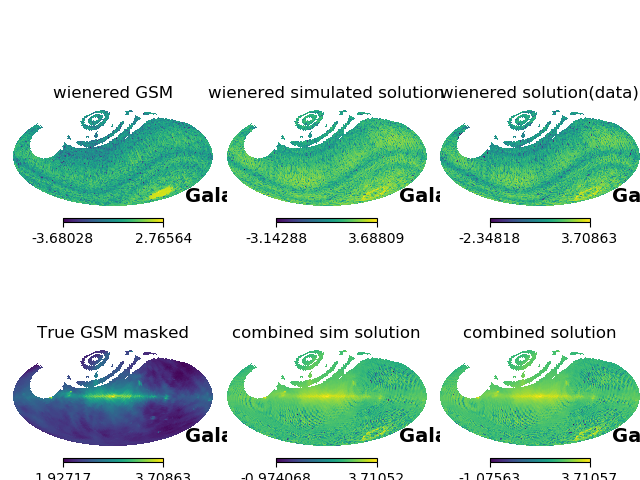 wienered GSM
wienered simulated solution
wienered solution(data)
Gala
Gala
Ga
-3.68028 2.76564
-3.14288 3.68809
-2.34818 3.70863
True GSM masked
combined sim solution
combined solution
Gala
Gala
Ga
1.92717 3.70863
-0.974068 3.71052
-1.07563 3.71057